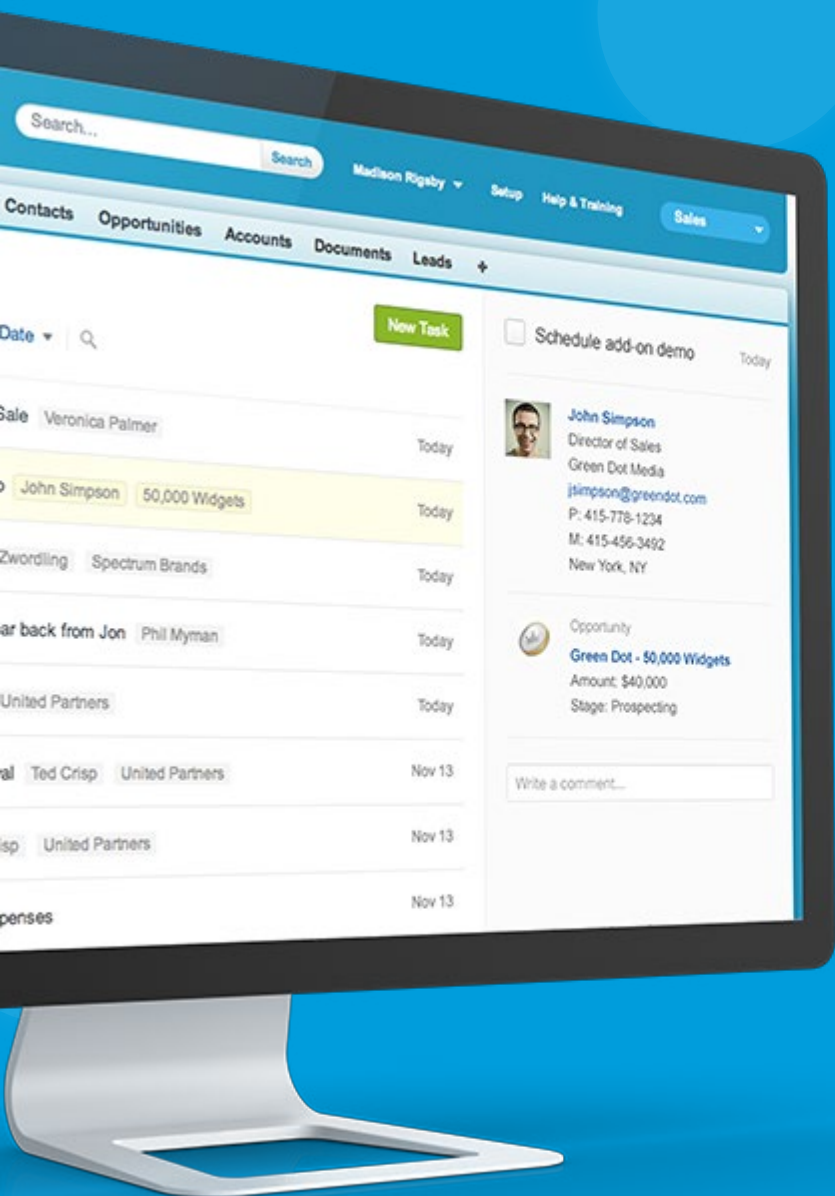 Search...
Search
Madison Rigsby
Setup
Help & Training
Sales
Contacts
Opportunities
Accounts
Documents
Leads
+
Date
New Task
Sale Veronica Palmer
Today
John Simpson 50,000 Widgets
Today
Zwordling Spectrum Brands
Today
ar back from Jon Phil Myman
Today
United Partners
Today
al Ted Crisp United Partners
Nov 13
sp United Partners
Nov 13
penses
Nov 13
Schedule add-on demo
Today
John Simpson
Director of Sales
Green Dot Media
jsimpson@greendot.com
P: 415-778-1234
M: 415-456-3492
New York, NY
Opportunity
Green Dot - 50,000 Widgets
Amount: $40,000
Stage: Prospecting
Write a comment...